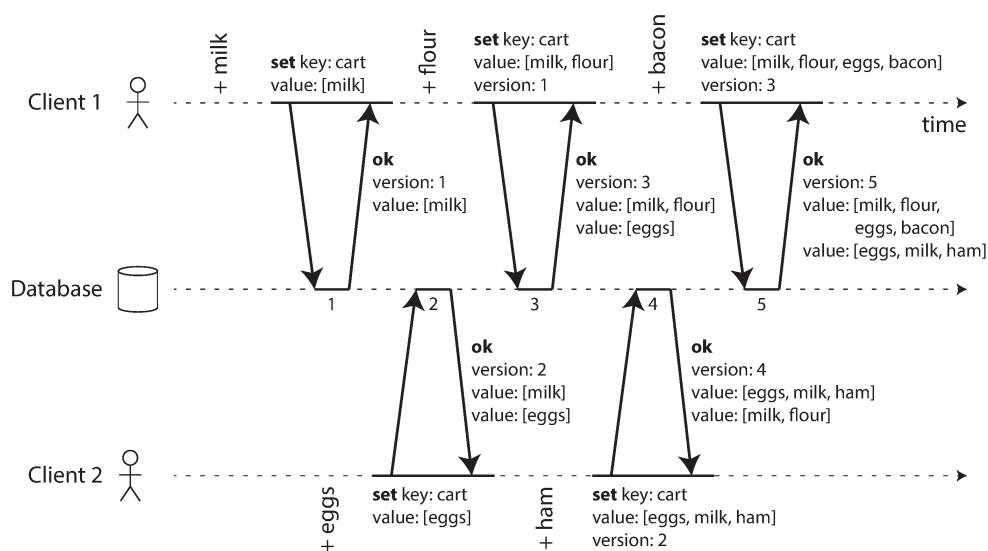 + milk
set key: cart
value: [milk]
+ flour
set key: cart
value: [milk, flour]
version: 1
+ bacon
set key: cart
value: [milk, flour, eggs, bacon]
version: 3
Client 1
time
ok
version: 1
value: [milk]
ok
version: 3
value: [milk, flour]
value: [eggs]
ok
version: 5
value: [milk, flour,
eggs, bacon]
value: [eggs, milk, ham]
Database
1
2
3
4
5
ok
version: 2
value: [milk]
value: [eggs]
ok
version: 4
value: [eggs, milk, ham]
value: [milk, flour]
Client 2
+ eggs
set key: cart
value: [eggs]
+ ham
set key: cart
value: [eggs, milk, ham]
version: 2